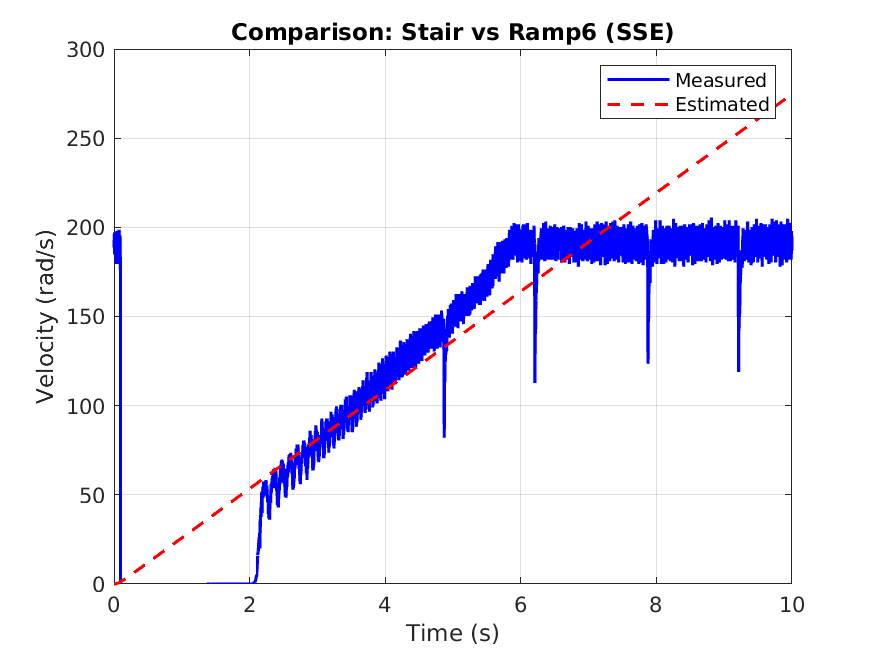 Comparison: Stair vs Ramp6 (SSE)
Measured
Estimated
Velocity (rad/s)
300
250
200
150
100
50
0
0 2 4 6 8 10
Time (s)